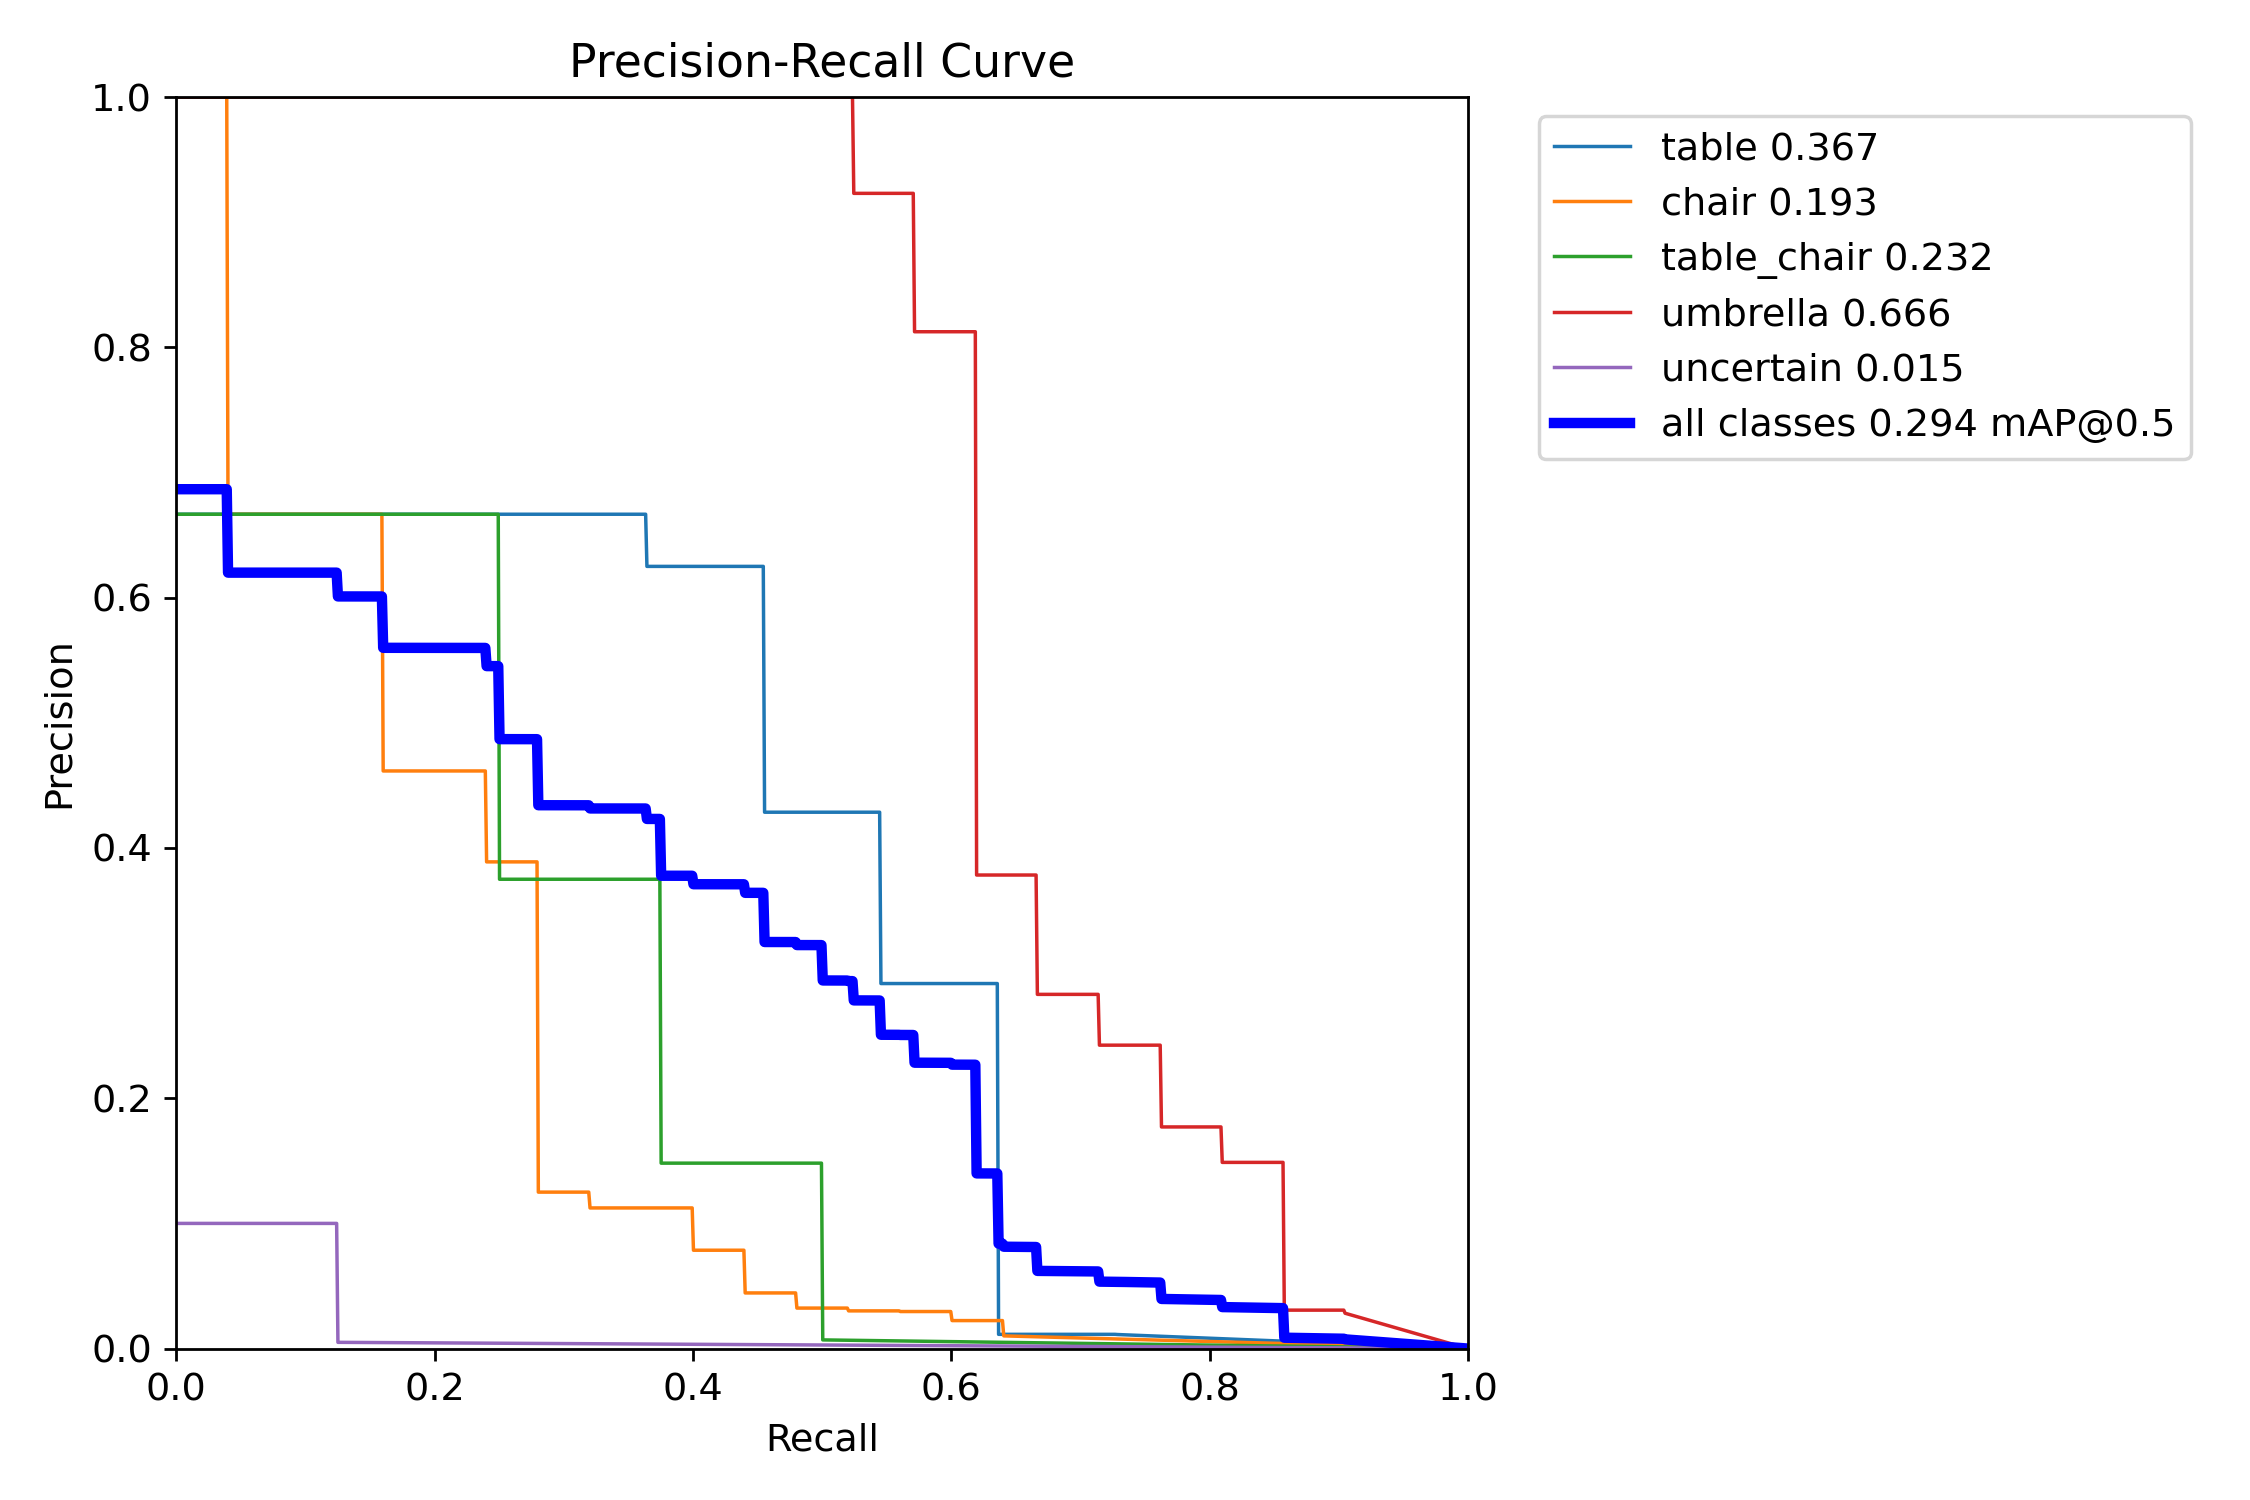 Precision-Recall Curve
1.0
0.8
0.6
0.4
0.2
0.0
Precision
0.0 0.2 0.4 0.6 0.8 1.0
Recall
table 0.367
chair 0.193
table_chair 0.232
umbrella 0.666
uncertain 0.015
all classes 0.294 mAP@0.5